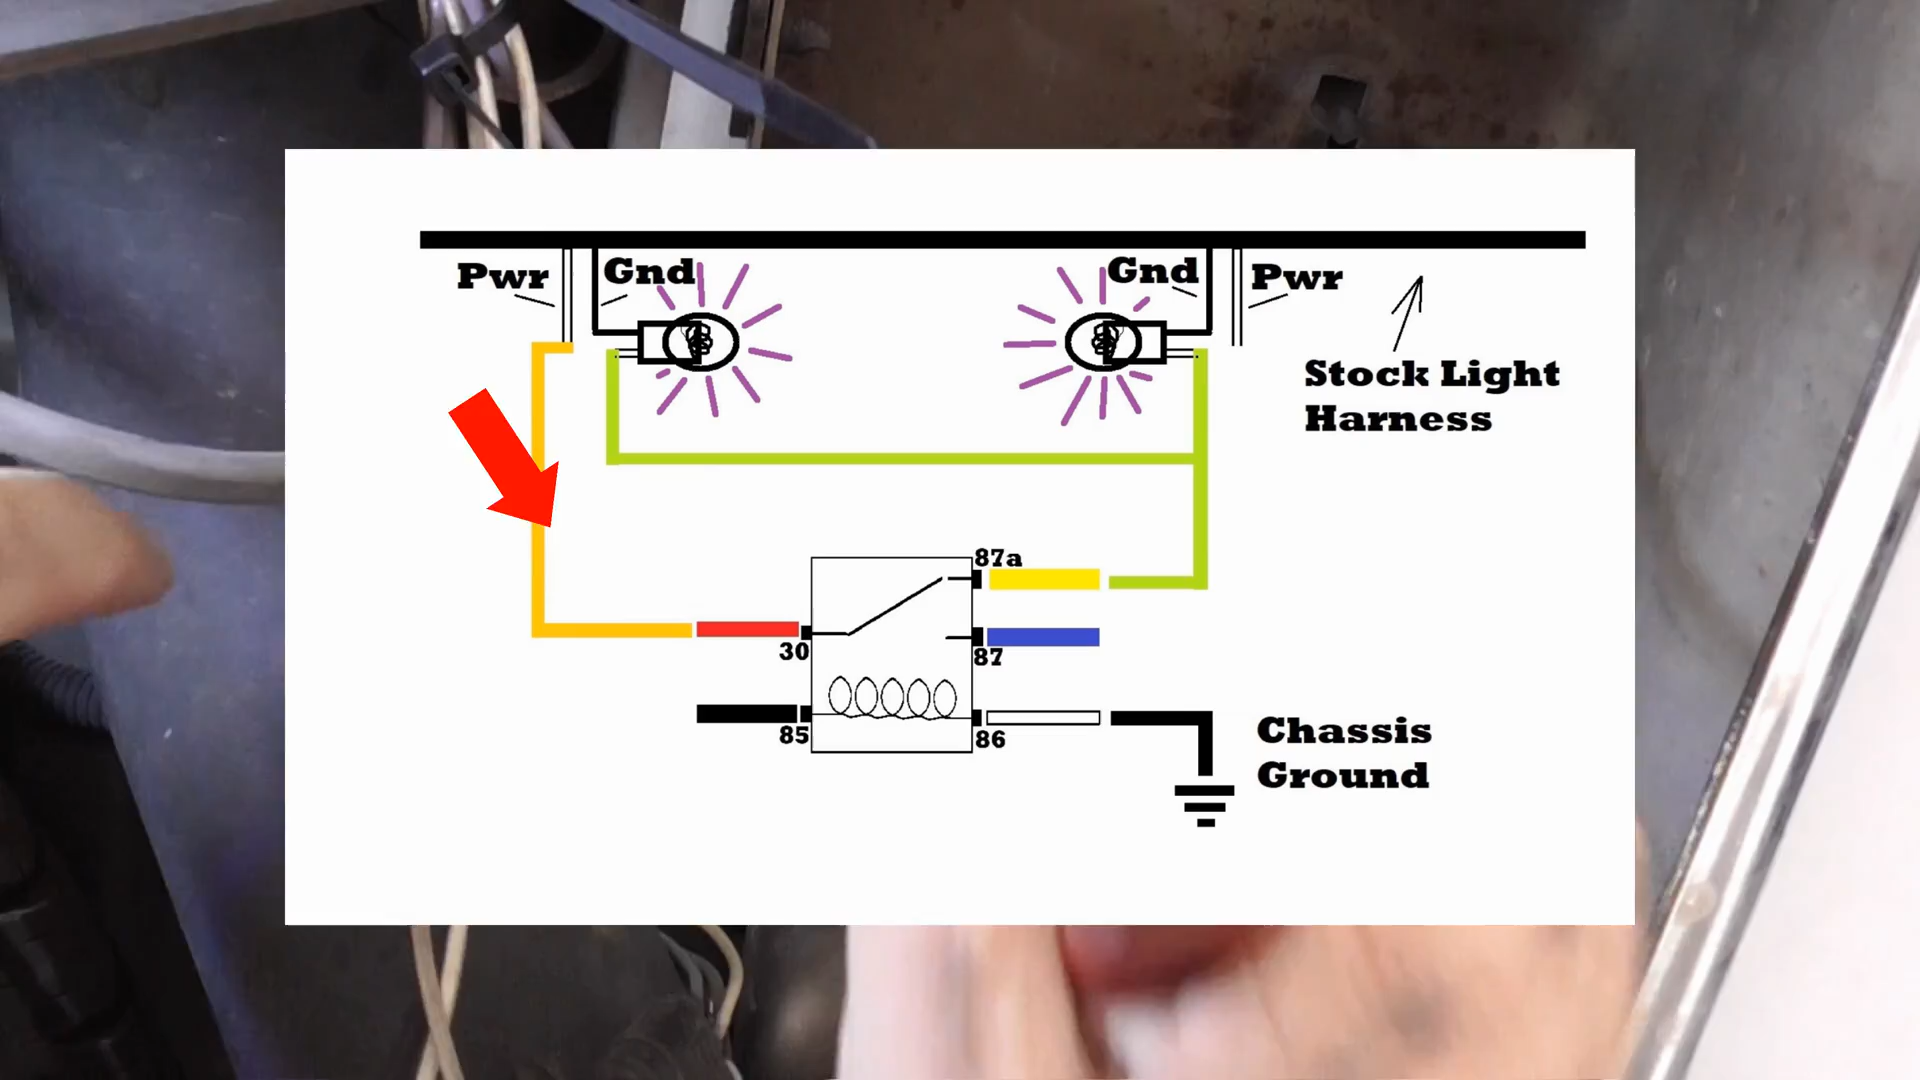 Pwr
Gnd
Gnd
Pwr
Stock Light
Harness
87a
30
87
85
86
Chassis
Ground